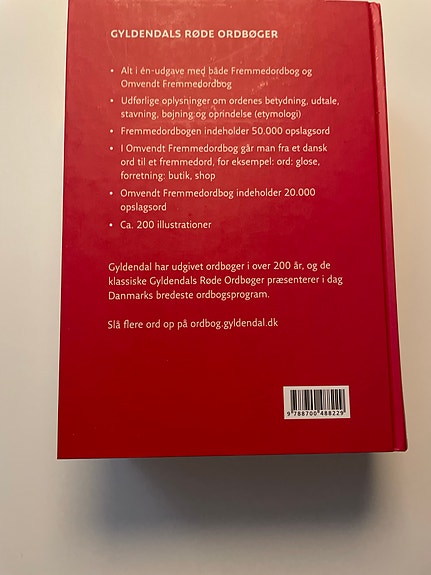 GYLDENDALS RØDE ORDBØGER
• Alt i én-udgave med både Fremmedordbog og
Omvendt Fremmedordbog
• Udførlige oplysninger om ordenes betydning, udtale,
stavning, bøjning og oprindelse (etymologi)
• Fremmedordbogen indeholder 50.000 opslagsord
• I Omvendt Fremmedordbog går man fra et dansk
ord til et fremmedord, for eksempel: ord: glose,
forretning: butik, shop
• Omvendt Fremmedordbog indeholder 20.000
opslagsord
• Ca. 200 illustrationer
Gyldendal har udgivet ordbøger i over 200 år, og de
klassiske Gyldendals Røde Ordbøger præsenterer i dag
Danmarks bredeste ordbogsprogram.
Slå flere ord op på ordbog.gyldendal.dk
9 788700 488229